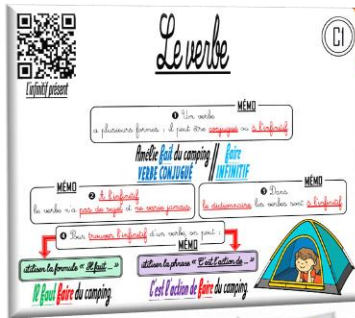 Le verbe
C1
L'infinitif présent
MÉMO
❶ Un verbe
a plusieurs formes ; il peut être conjugué ou à l'infinitif
Amélie fait du camping // faire
VERBE CONJUGUÉ INFINITIF
MÉMO
❷ A l'infinitif
le verbe n'a pas de sujet et ne varie jamais.
MÉMO
❸ Dans
le dictionnaire les verbes sont à l'infinitif
❹ Pour trouver l'infinitif d'un verbe, on peut :
MÉMO
utiliser la formule « Il faut ... »
utiliser la phrase « C'est l'action de ... »
Il faut faire du camping.
C'est l'action de faire du camping.